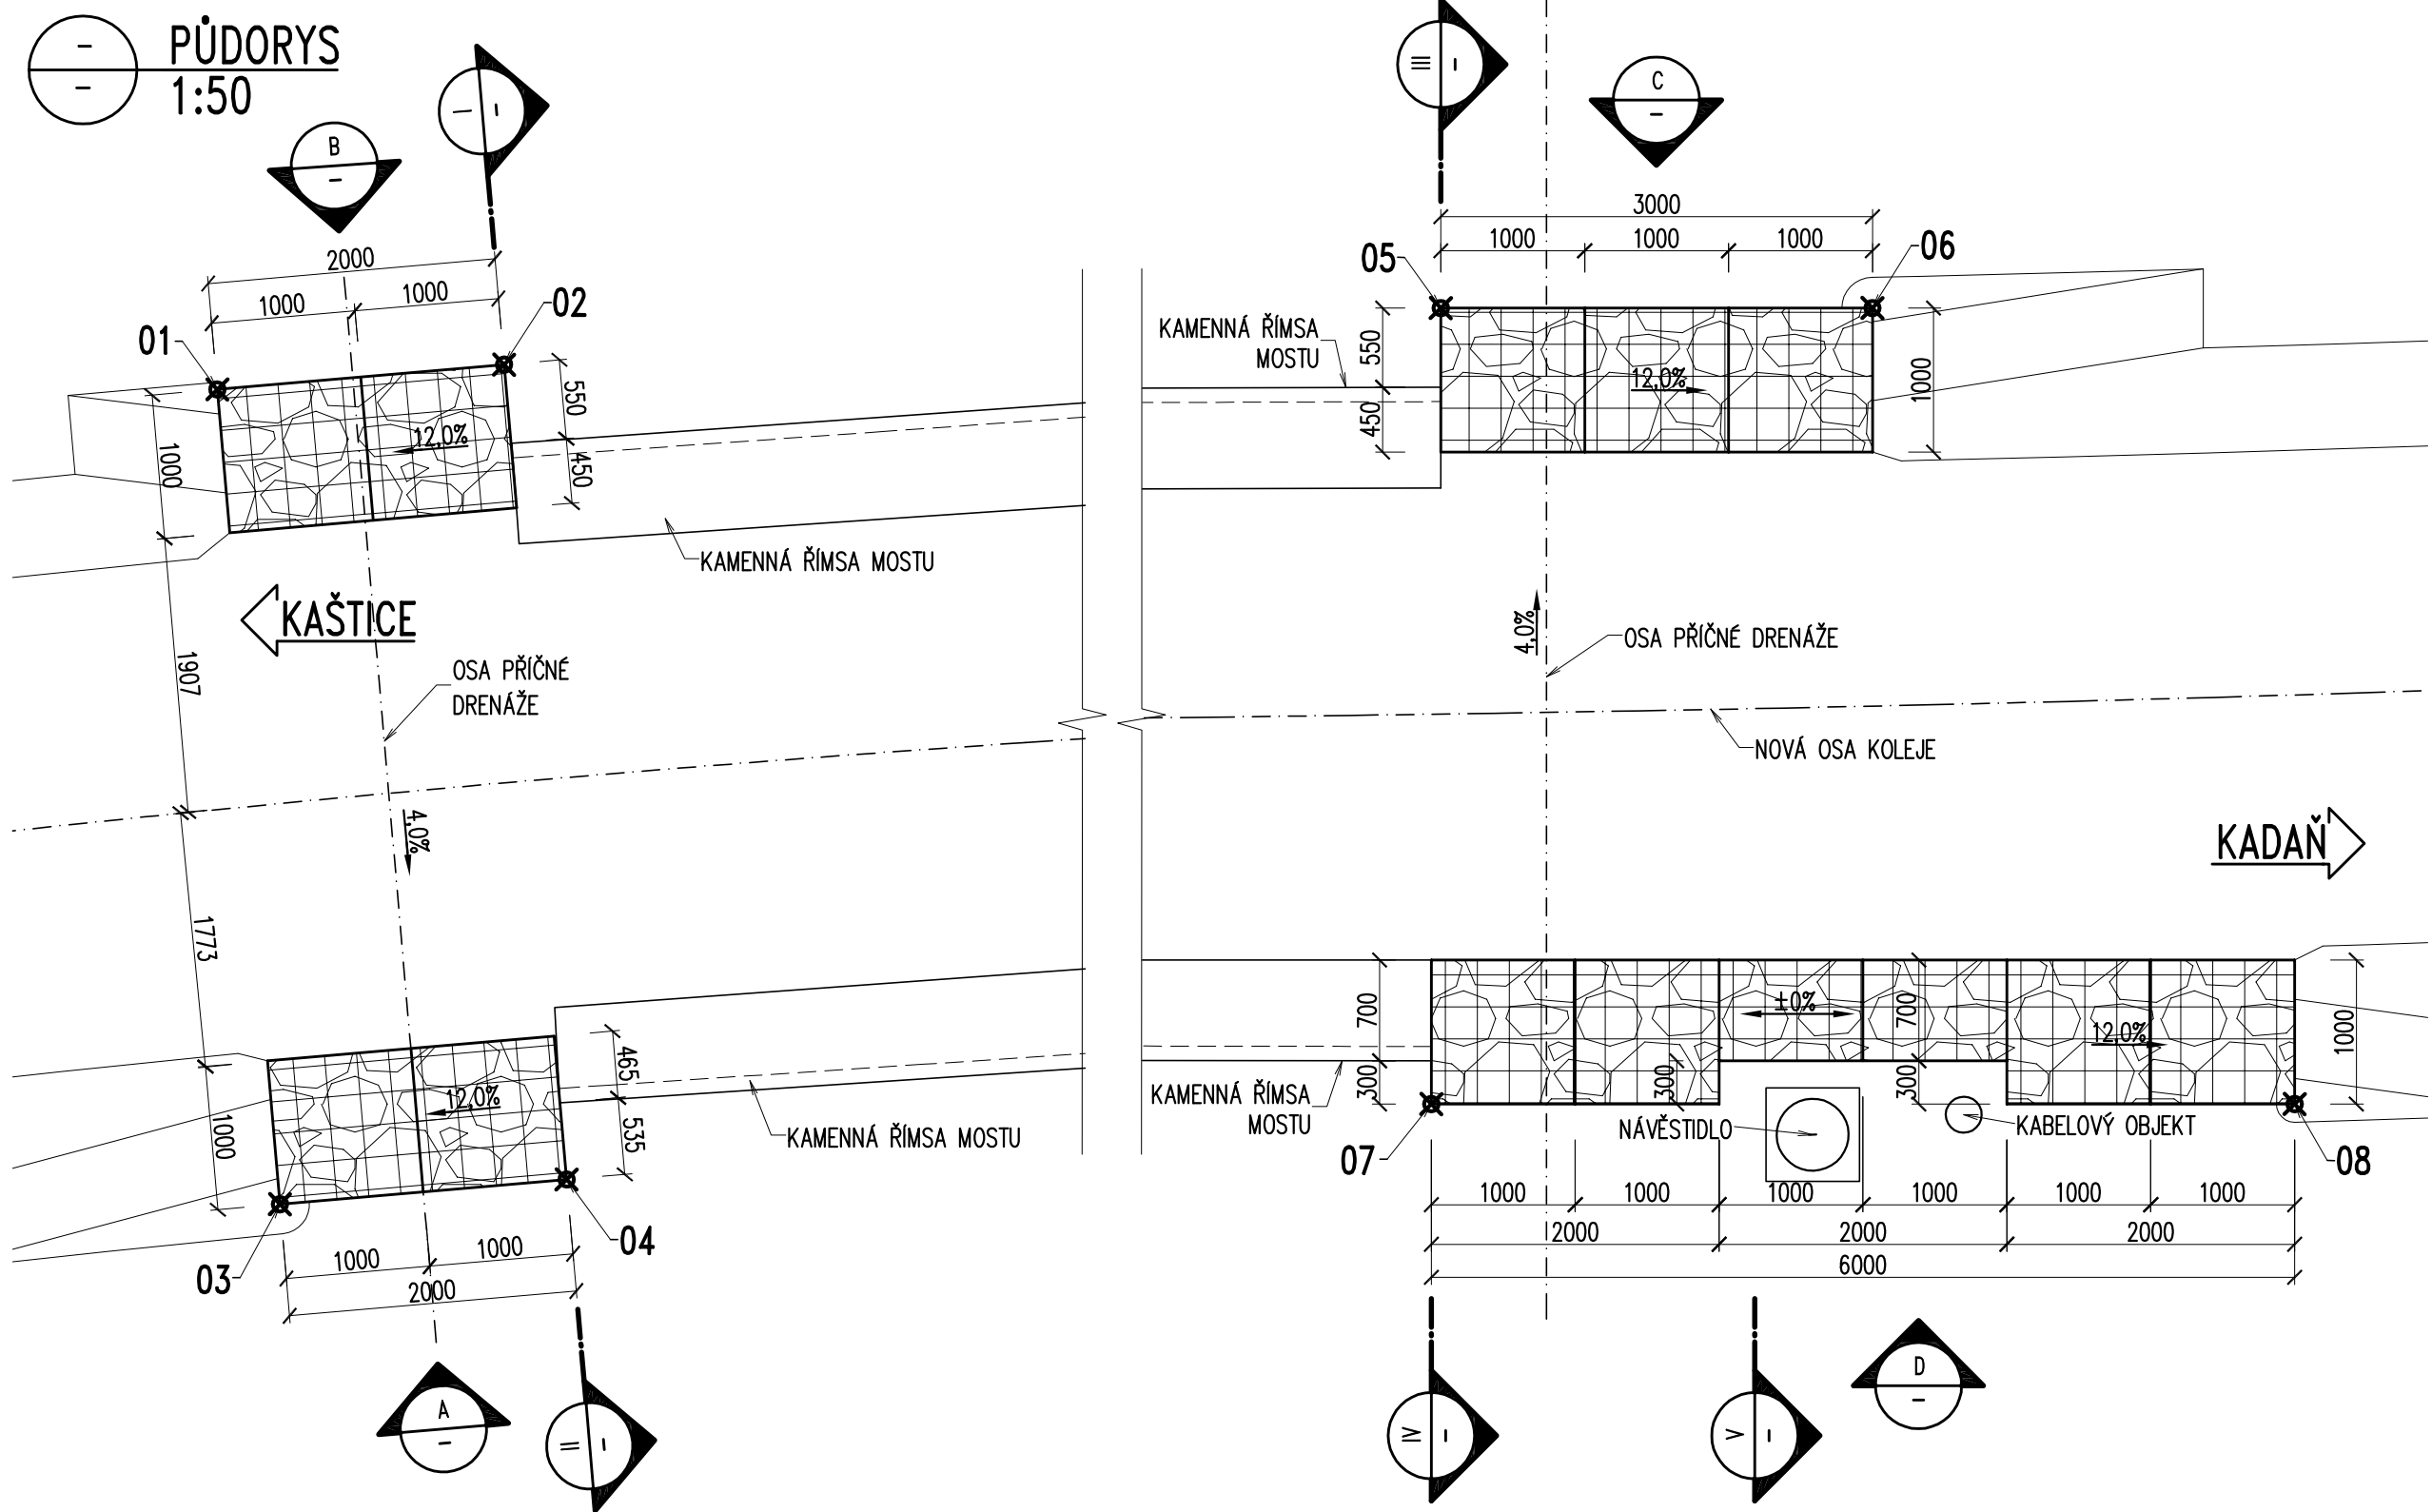 PŮDORYS
1:50
B
I
III
C
2000
1000
1000
01
02
550
450
1000
12,0%
KAMENNÁ ŘÍMSA MOSTU
KAŠTICE
1907
OSA PŘÍČNÉ
DRENÁŽE
4,0%
1773
1000
12,0%
465
535
KAMENNÁ ŘÍMSA MOSTU
03
04
1000
1000
2000
A
II
3000
1000
1000
1000
05
06
KAMENNÁ ŘÍMSA
MOSTU
550
450
12,0%
1000
4,0%
OSA PŘÍČNÉ DRENÁŽE
NOVÁ OSA KOLEJE
KADAŇ
700
300
±0%
700
300
300
12,0%
1000
KAMENNÁ ŘÍMSA
MOSTU
NÁVĚSTIDLO
KABELOVÝ OBJEKT
07
08
1000
1000
1000
1000
1000
1000
2000
2000
2000
6000
IV
V
D